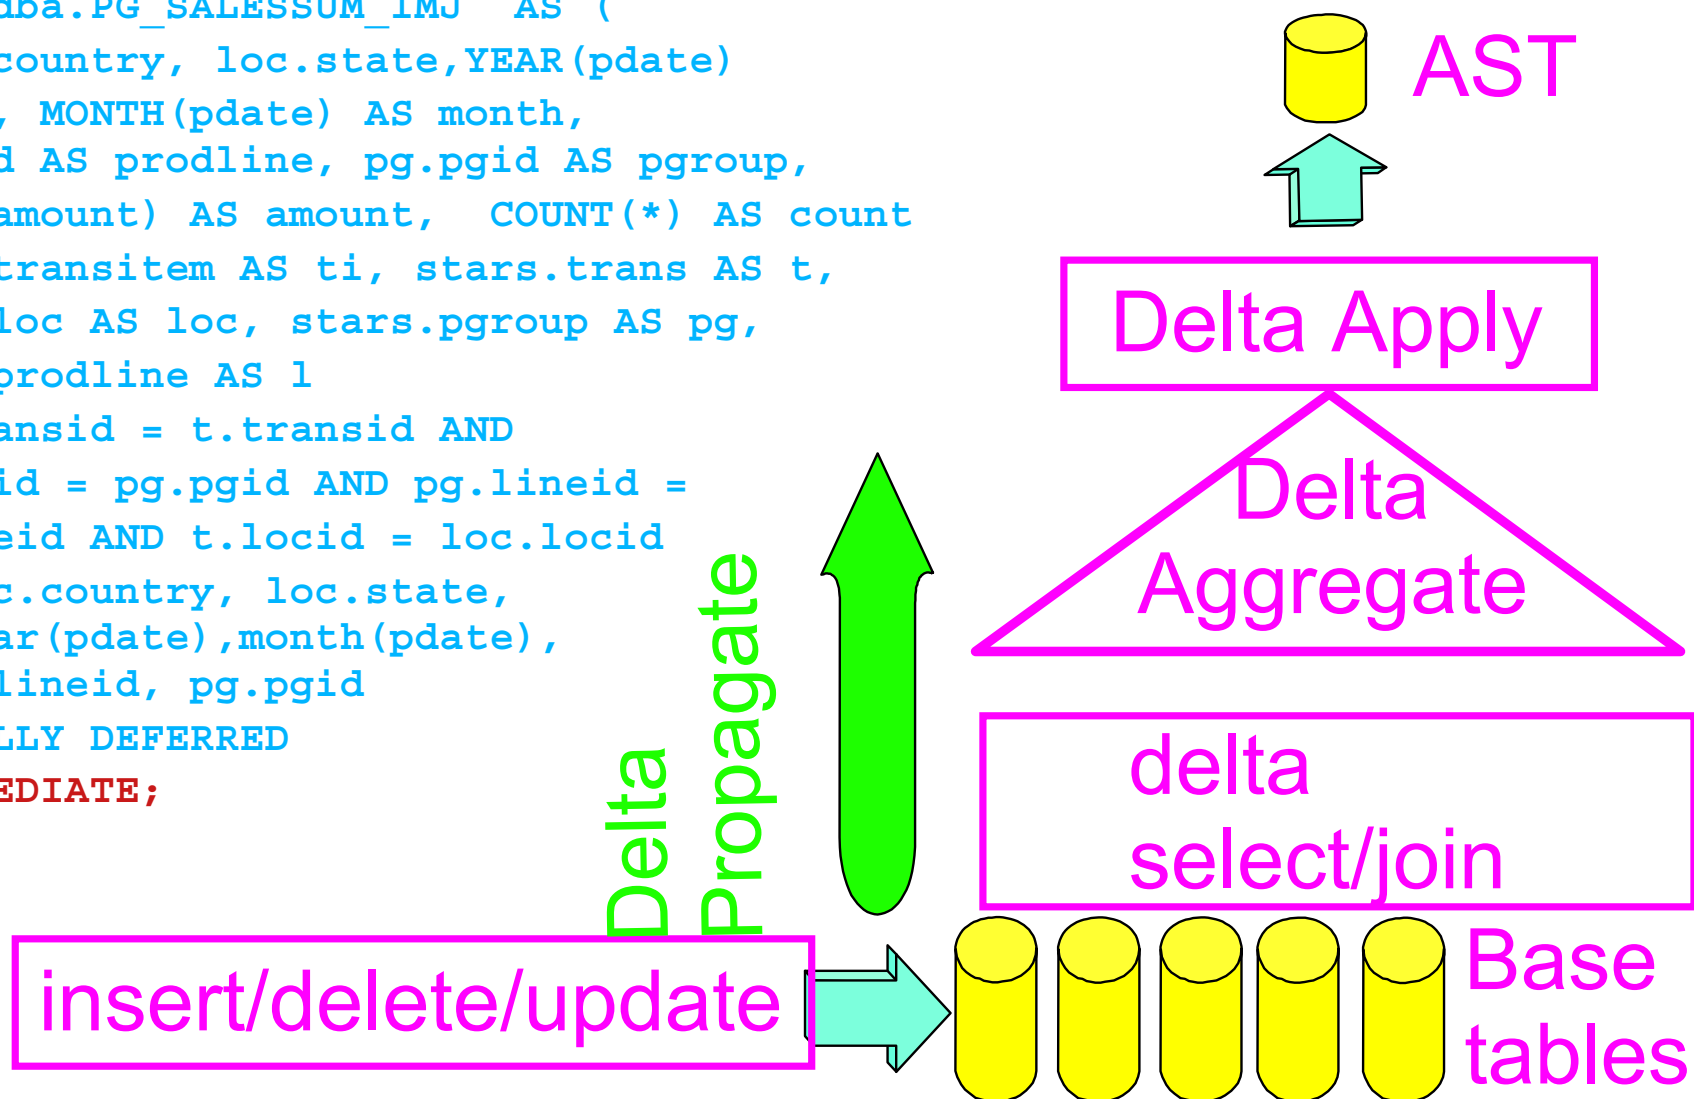 dba.PG_SALESSUM_IMJ AS (
country, loc.state,YEAR(pdate)
, MONTH(pdate) AS month,
d AS prodline, pg.pgid AS pgroup,
amount) AS amount, COUNT(*) AS count
transitem AS ti, stars.trans AS t,
loc AS loc, stars.pgroup AS pg,
prodline AS l
ansid = t.transid AND
id = pg.pgid AND pg.lineid =
eid AND t.locid = loc.locid
c.country, loc.state,
ar(pdate),month(pdate),
lineid, pg.pgid
LLY DEFERRED
EDIATE;
AST
Delta Apply
Delta
Aggregate
Delta
Propagate
delta
select/join
insert/delete/update
Base
tables